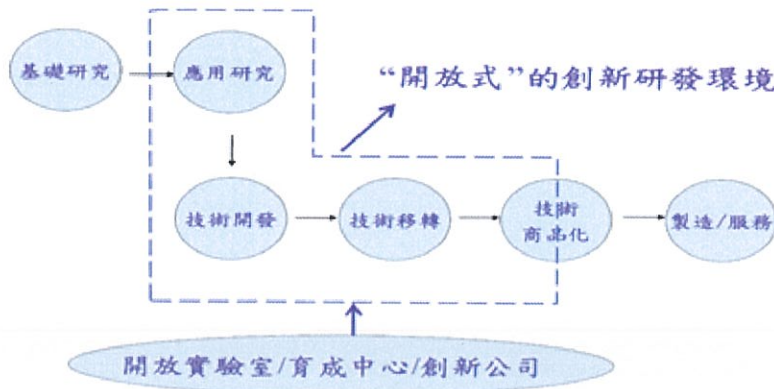 基礎研究
應用研究
“開放式”的創新研發環境
技術開發
技術移轉
技術
商品化
製造/服務
開放實驗室/育成中心/創新公司